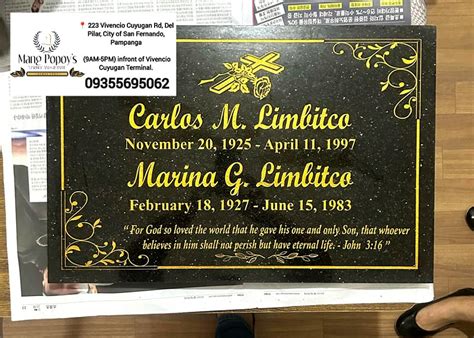 Mang Popoy's
📍 223 Vivencio Cuyugan Rd, Del
Pilar, City of San Fernando,
Pampanga
(9AM-5PM) infront of Vivencio
Cuyugan Terminal.
09355695062
Carlos M. Limbitco
November 20, 1925 - April 11, 1997
Marina G. Limbitco
February 18, 1927 - June 15, 1983
"For God so loved the world that he gave his one and only Son, that whoever
believes in him shall not perish but have eternal life. - John 3:16 "